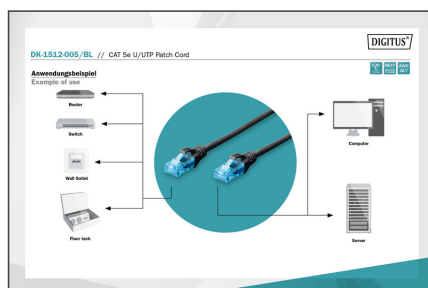 DIGITUS®
DK-1512-005/BL // CAT 5e U/UTP Patch Cord
Anwendungsbeispiel
Example of use
Router
Switch
Wall Outlet
Floor tank
Computer
Server